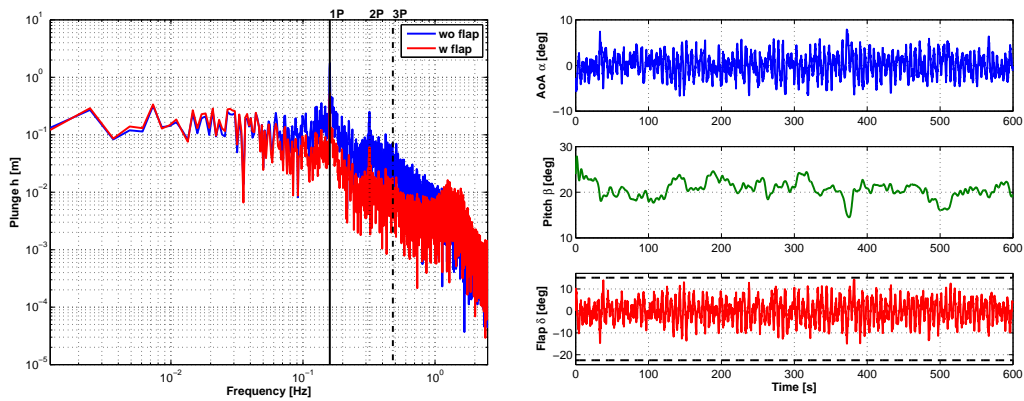 1P 2P 3P
wo flap
w flap
10^1
10^0
10^-1
10^-2
10^-3
10^-4
10^-5
Plunge h [m]
10^-2 10^-1 10^0
Frequency [Hz]
10
0
-10
AoA α [deg]
0 100 200 300 400 500 600
30
20
10
Pitch β [deg]
0 100 200 300 400 500 600
10
0
-10
-20
Flap δ [deg]
0 100 200 300 400 500 600
Time [s]